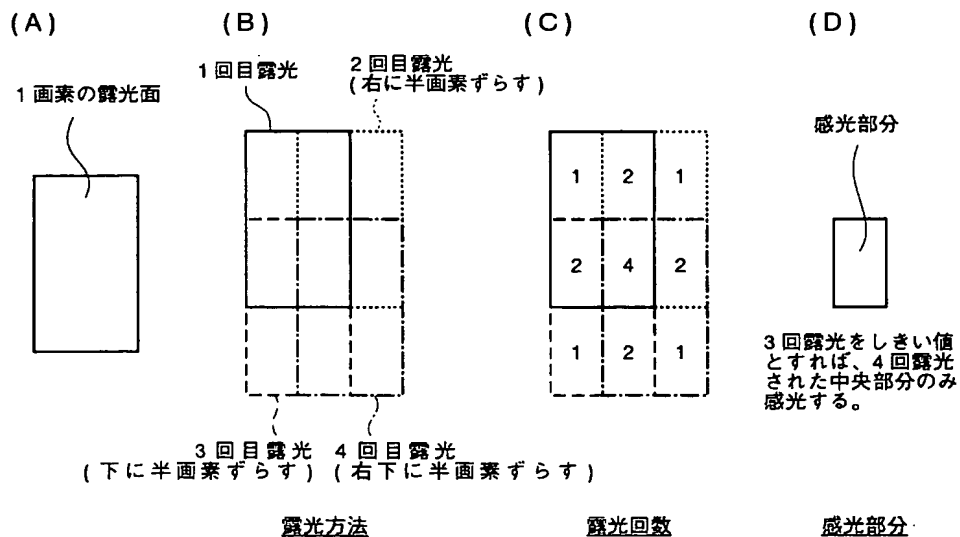 (A)
(B)
(C)
(D)
1画素の露光面
1回目露光
2回目露光
(右に半画素ずらす)
3回目露光
(下に半画素ずらす)
4回目露光
(右下に半画素ずらす)
露光方法
1 2 1
2 4 2
1 2 1
露光回数
感光部分
3回露光をしきい値
とすれば、4回露光
された中央部分のみ
感光する。
感光部分